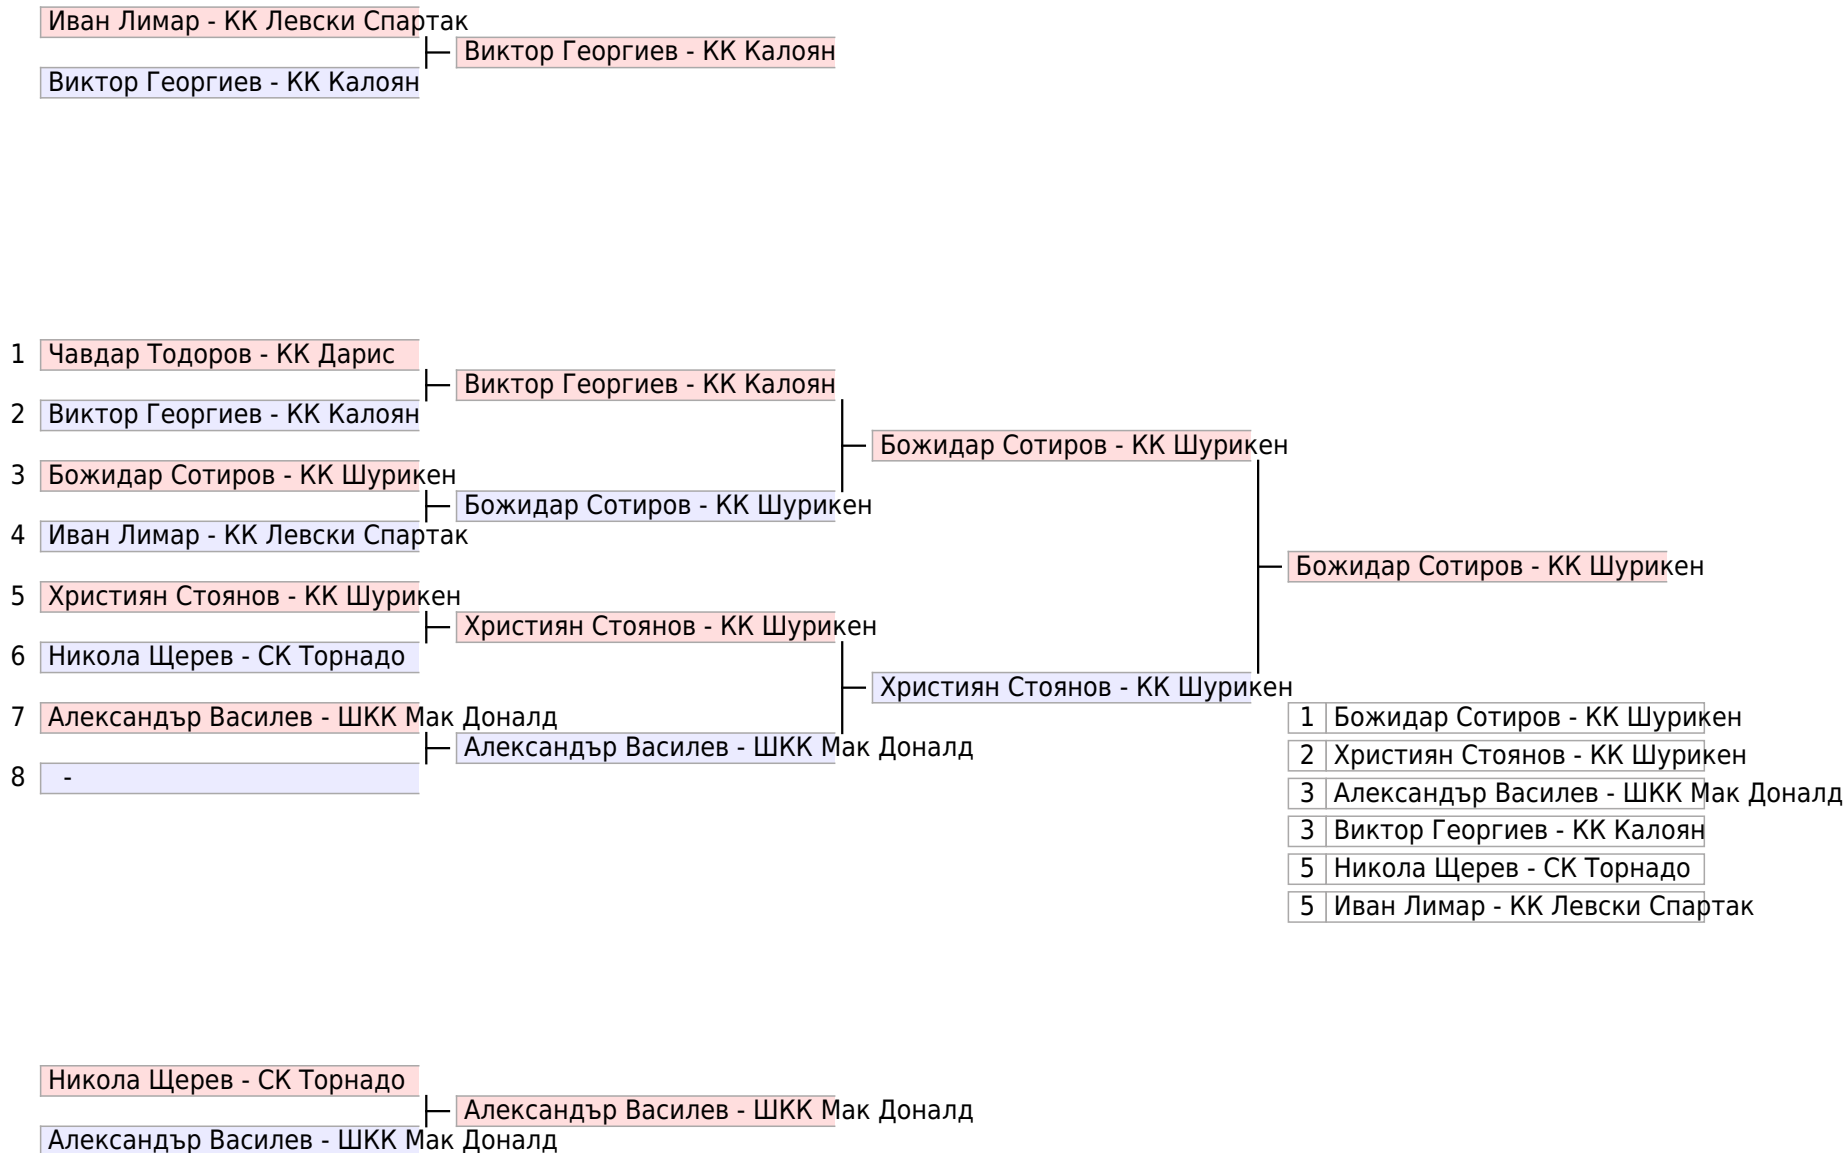 Иван Лимар - КК Левски Спартак
Виктор Георгиев - КК Калоян
Виктор Георгиев - КК Калоян
1 Чавдар Тодоров - КК Дарис
Виктор Георгиев - КК Калоян
2 Виктор Георгиев - КК Калоян
Божидар Сотиров - КК Шурикен
3 Божидар Сотиров - КК Шурикен
Божидар Сотиров - КК Шурикен
4 Иван Лимар - КК Левски Спартак
Божидар Сотиров - КК Шурикен
5 Християн Стоянов - КК Шурикен
Християн Стоянов - КК Шурикен
6 Никола Щерев - СК Торнадо
Християн Стоянов - КК Шурикен
7 Александър Василев - ШКК Мак Доналд
Александър Василев - ШКК Мак Доналд
8 -
1 Божидар Сотиров - КК Шурикен
2 Християн Стоянов - КК Шурикен
3 Александър Василев - ШКК Мак Доналд
3 Виктор Георгиев - КК Калоян
5 Никола Щерев - СК Торнадо
5 Иван Лимар - КК Левски Спартак
Никола Щерев - СК Торнадо
Александър Василев - ШКК Мак Доналд
Александър Василев - ШКК Мак Доналд